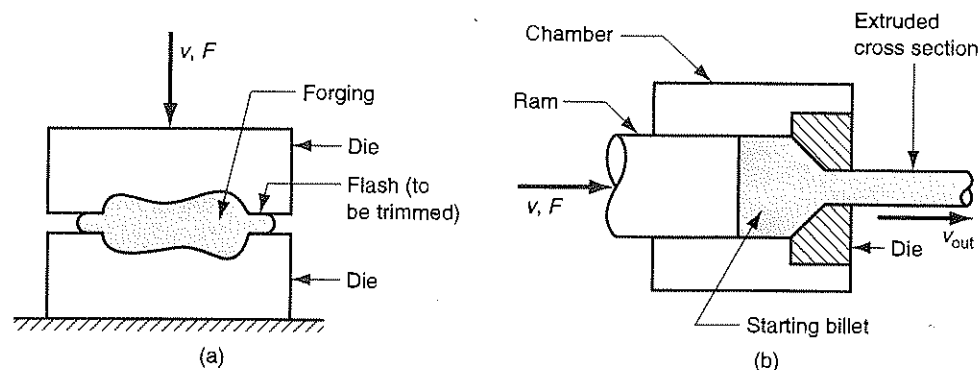 v, F
Forging
Die
Flash (to
be trimmed)
Die
(a)
Extruded
cross section
Chamber
Ram
v, F
v_out
Die
Starting billet
(b)